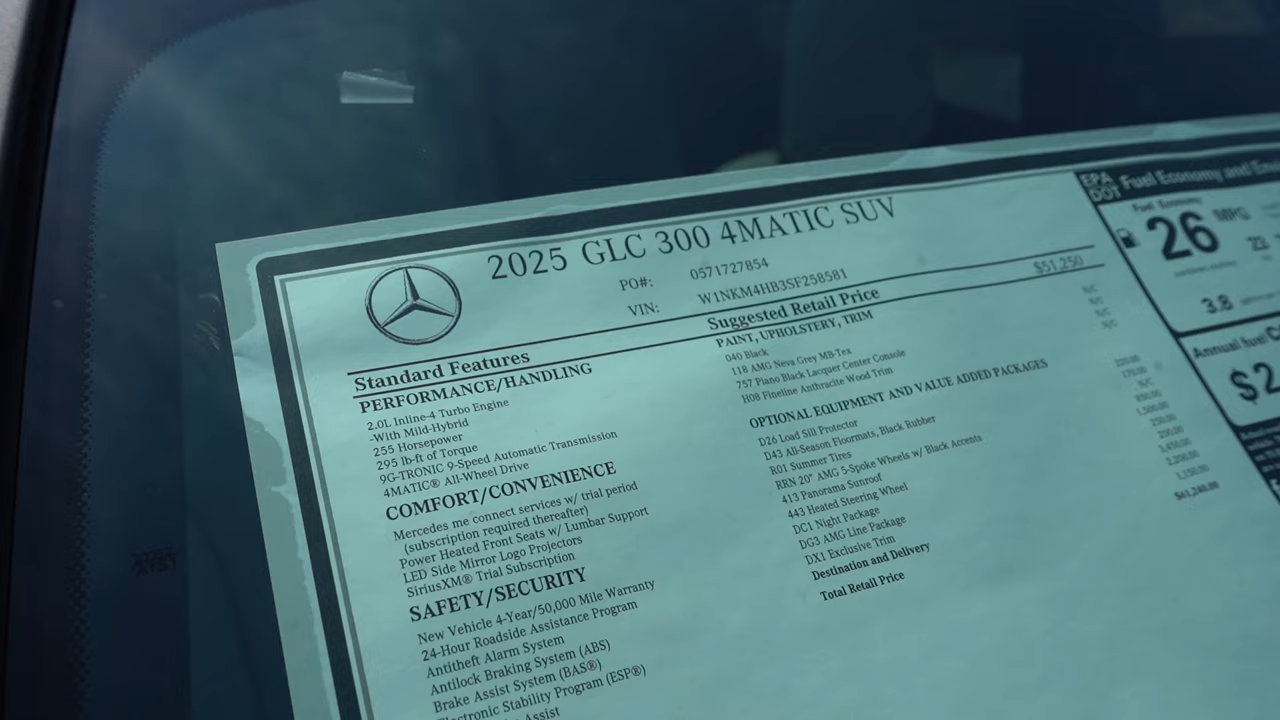 2025 GLC 300 4MATIC SUV
PO#: 0571727854
VIN: W1NKM4HB3SF258581
Standard Features
PERFORMANCE/HANDLING
2.0L Inline-4 Turbo Engine
-With Mild-Hybrid
255 Horsepower
295 lb-ft of Torque
9G-TRONIC 9-Speed Automatic Transmission
4MATIC® All-Wheel Drive
COMFORT/CONVENIENCE
Mercedes me connect services w/ trial period
(subscription required thereafter)
Power Heated Front Seats w/ Lumbar Support
LED Side Mirror Logo Projectors
SiriusXM® Trial Subscription
SAFETY/SECURITY
New Vehicle 4-Year/50,000 Mile Warranty
24-Hour Roadside Assistance Program
Antitheft Alarm System
Antilock Braking System (ABS)
Brake Assist System (BAS®)
Electronic Stability Program (ESP®)
Assist
Suggested Retail Price $51,250
PAINT, UPHOLSTERY, TRIM
040 Black N/C
118 AMG Neva Grey MB-Tex N/C
757 Piano Black Lacquer Center Console N/C
H08 Fineline Anthracite Wood Trim
OPTIONAL EQUIPMENT AND VALUE ADDED PACKAGES
D26 Load Sill Protector
D43 All-Season Floormats, Black Rubber
R01 Summer Tires N/C
RRN 20" AMG 5-Spoke Wheels w/ Black Accents
413 Panorama Sunroof
443 Heated Steering Wheel
DC1 Night Package
DG3 AMG Line Package
DX1 Exclusive Trim
Destination and Delivery
Total Retail Price
EPA
DOT
Fuel Economy and
Fuel Economy
26 MPG
3.8
Annual fuel
$2